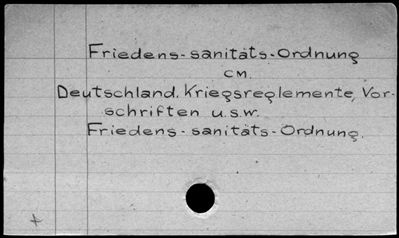 Friedens-sanitäts-Ordnung
cm.
Deutschland. Kriegsreglemente, Vor-
schriften u.s.w.
Friedens-sanitäts-Ordnung.